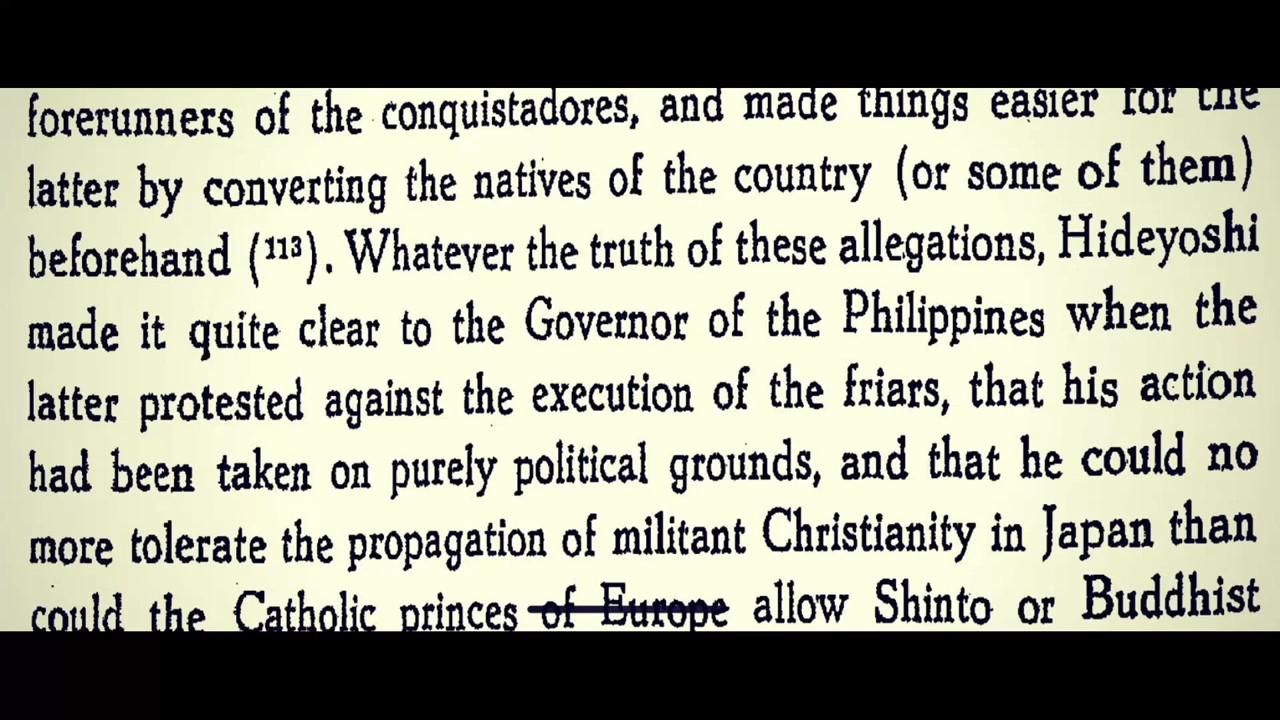 forerunners of the conquistadores, and made things easier for the
latter by converting the natives of the country (or some of them)
beforehand (113). Whatever the truth of these allegations, Hideyoshi
made it quite clear to the Governor of the Philippines when the
latter protested against the execution of the friars, that his action
had been taken on purely political grounds, and that he could no
more tolerate the propagation of militant Christianity in Japan than
could the Catholic princes of Europe allow Shinto or Buddhist